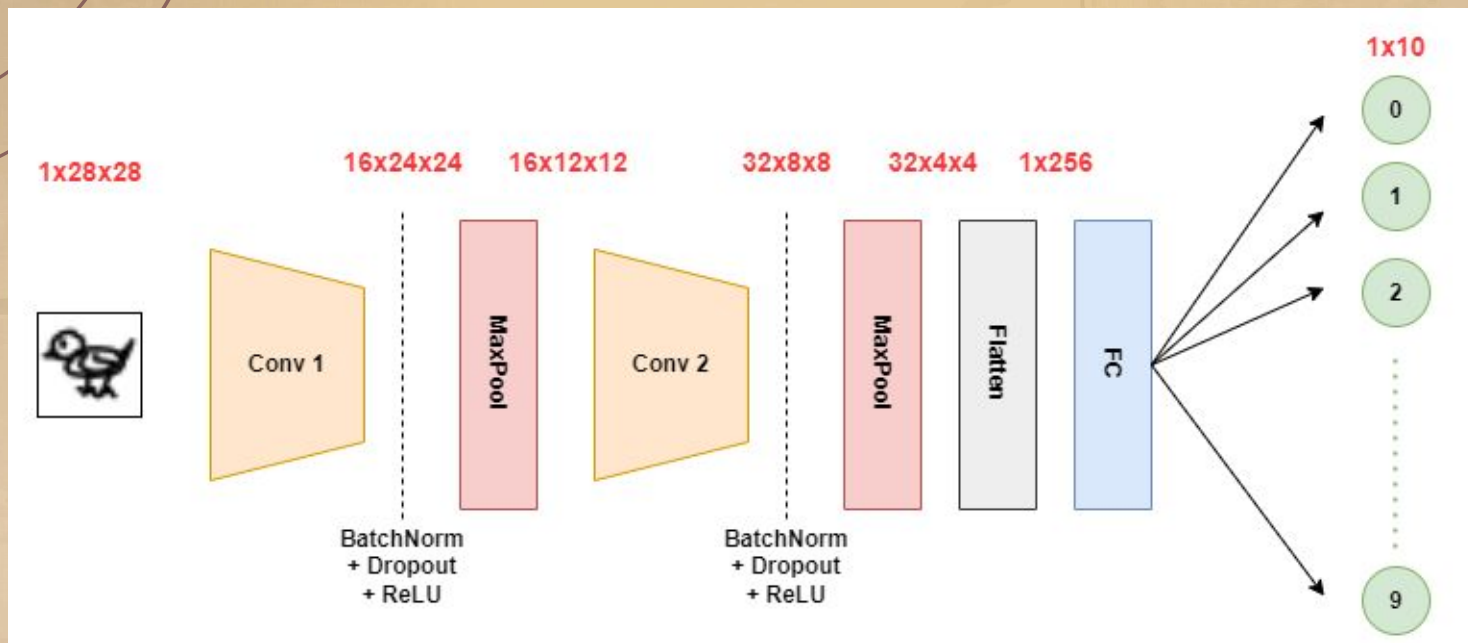 1x10
0
1x28x28
16x24x24
16x12x12
32x8x8
32x4x4
1x256
1
2
Conv 1
MaxPool
Conv 2
MaxPool
Flatten
FC
BatchNorm
+ Dropout
+ ReLU
BatchNorm
+ Dropout
+ ReLU
9